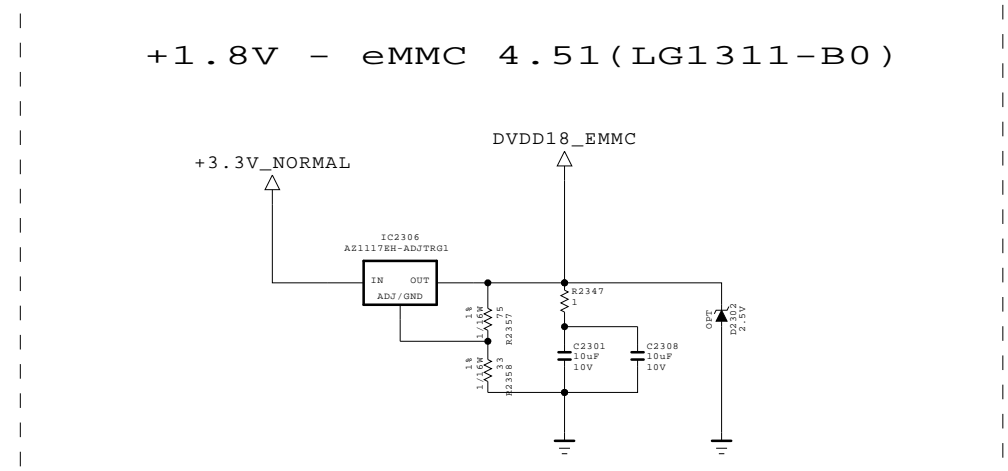 +1.8V - eMMC 4.51(LG1311-B0)
DVDD18_EMMC
+3.3V_NORMAL
IC2306
AZ1117EH-ADJTRG1
IN OUT
ADJ/GND
R2347
1
1%
1/16W
75
R2357
OPT
D2302
2.5V
C2301
10uF
10V
C2308
10uF
10V
1%
1/16W
33
R2358